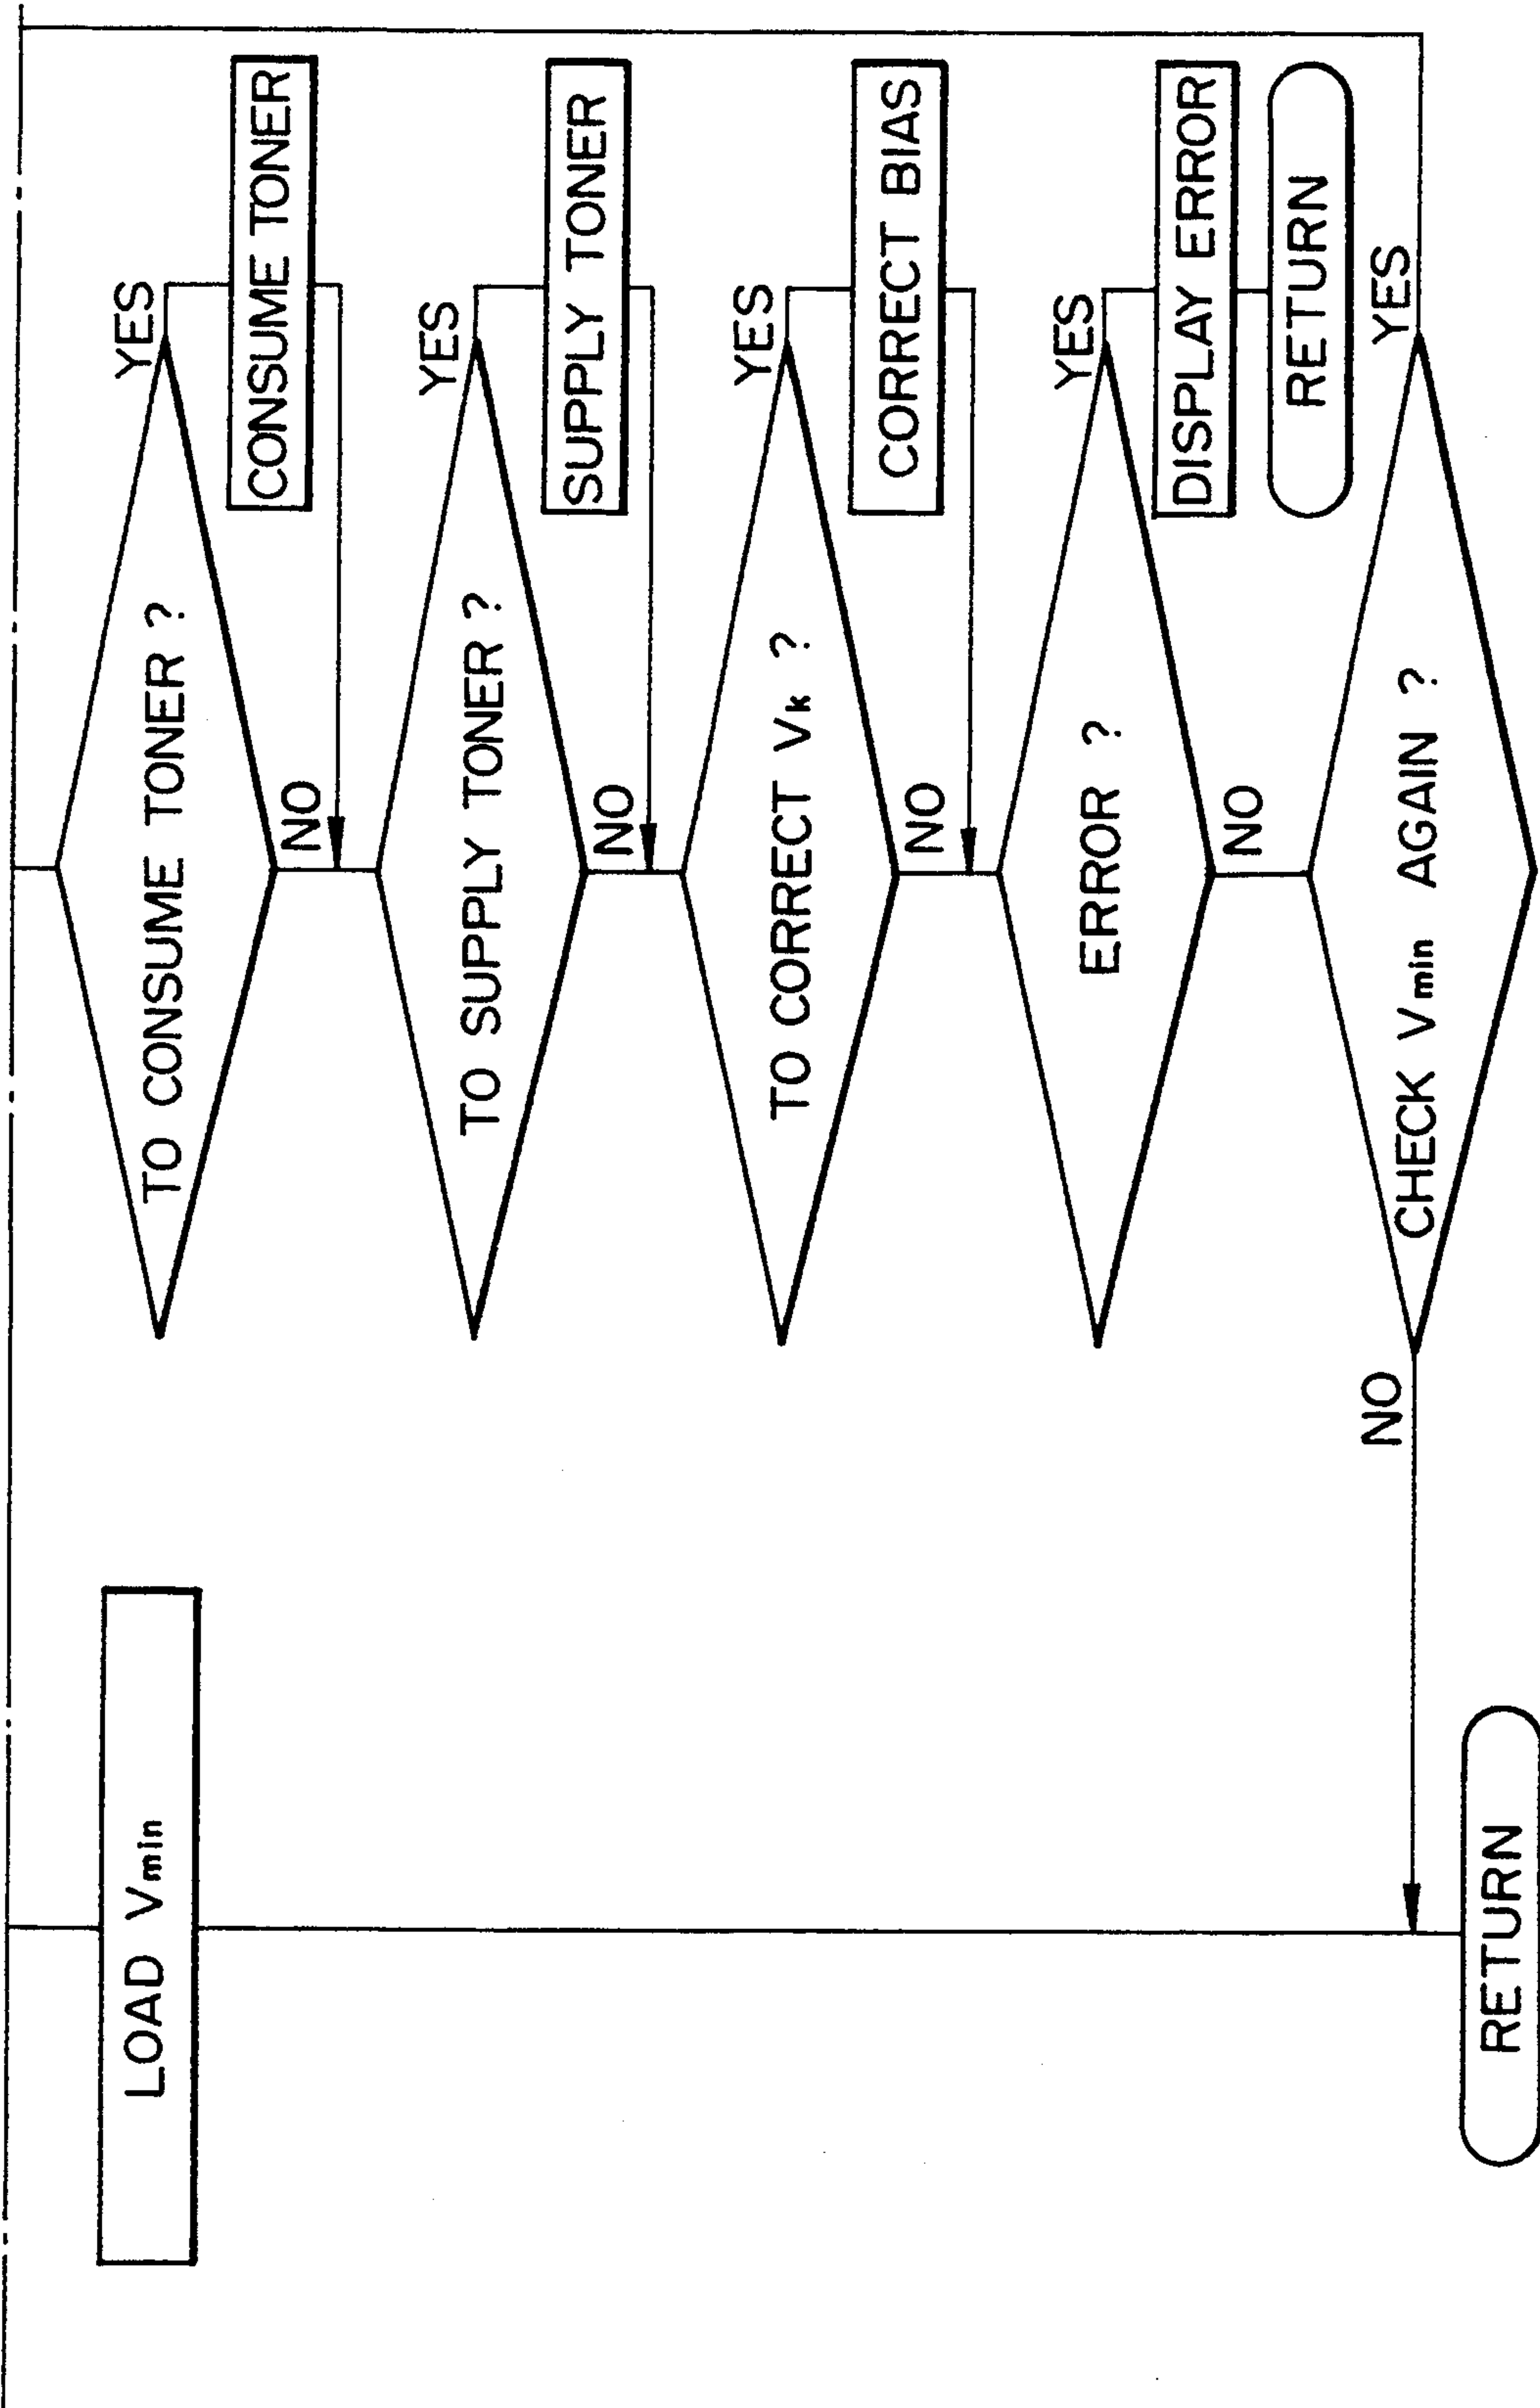 LOAD Vmin
RETURN
TO CONSUME TONER ?
YES
CONSUME TONER
NO
TO SUPPLY TONER ?
YES
SUPPLY TONER
NO
TO CORRECT Vk ?
YES
CORRECT BIAS
NO
ERROR ?
YES
DISPLAY ERROR
RETURN
NO
CHECK Vmin AGAIN ?
YES
NO